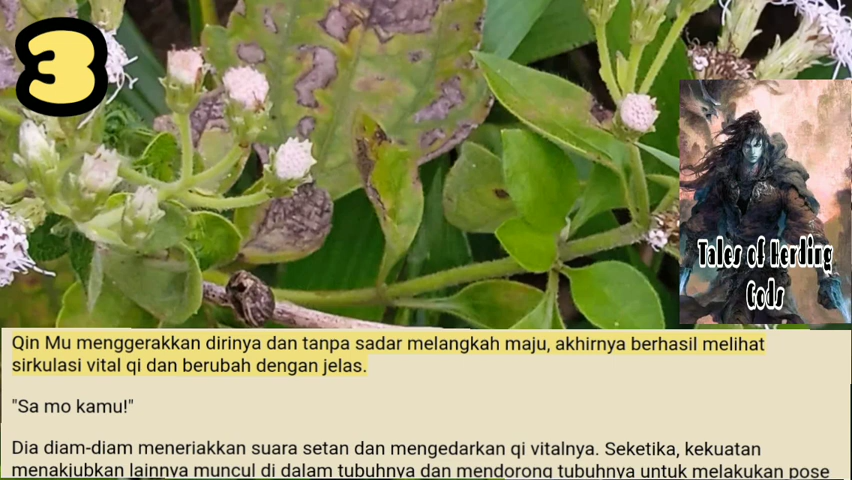 3
Tales of Herding
Gods
Qin Mu menggerakkan dirinya dan tanpa sadar melangkah maju, akhirnya berhasil melihat
sirkulasi vital qi dan berubah dengan jelas.
"Sa mo kamu!"
Dia diam-diam meneriakkan suara setan dan mengedarkan qi vitalnya. Seketika, kekuatan
menakjubkan lainnya muncul di dalam tubuhnya dan mendorong tubuhnya untuk melakukan pose